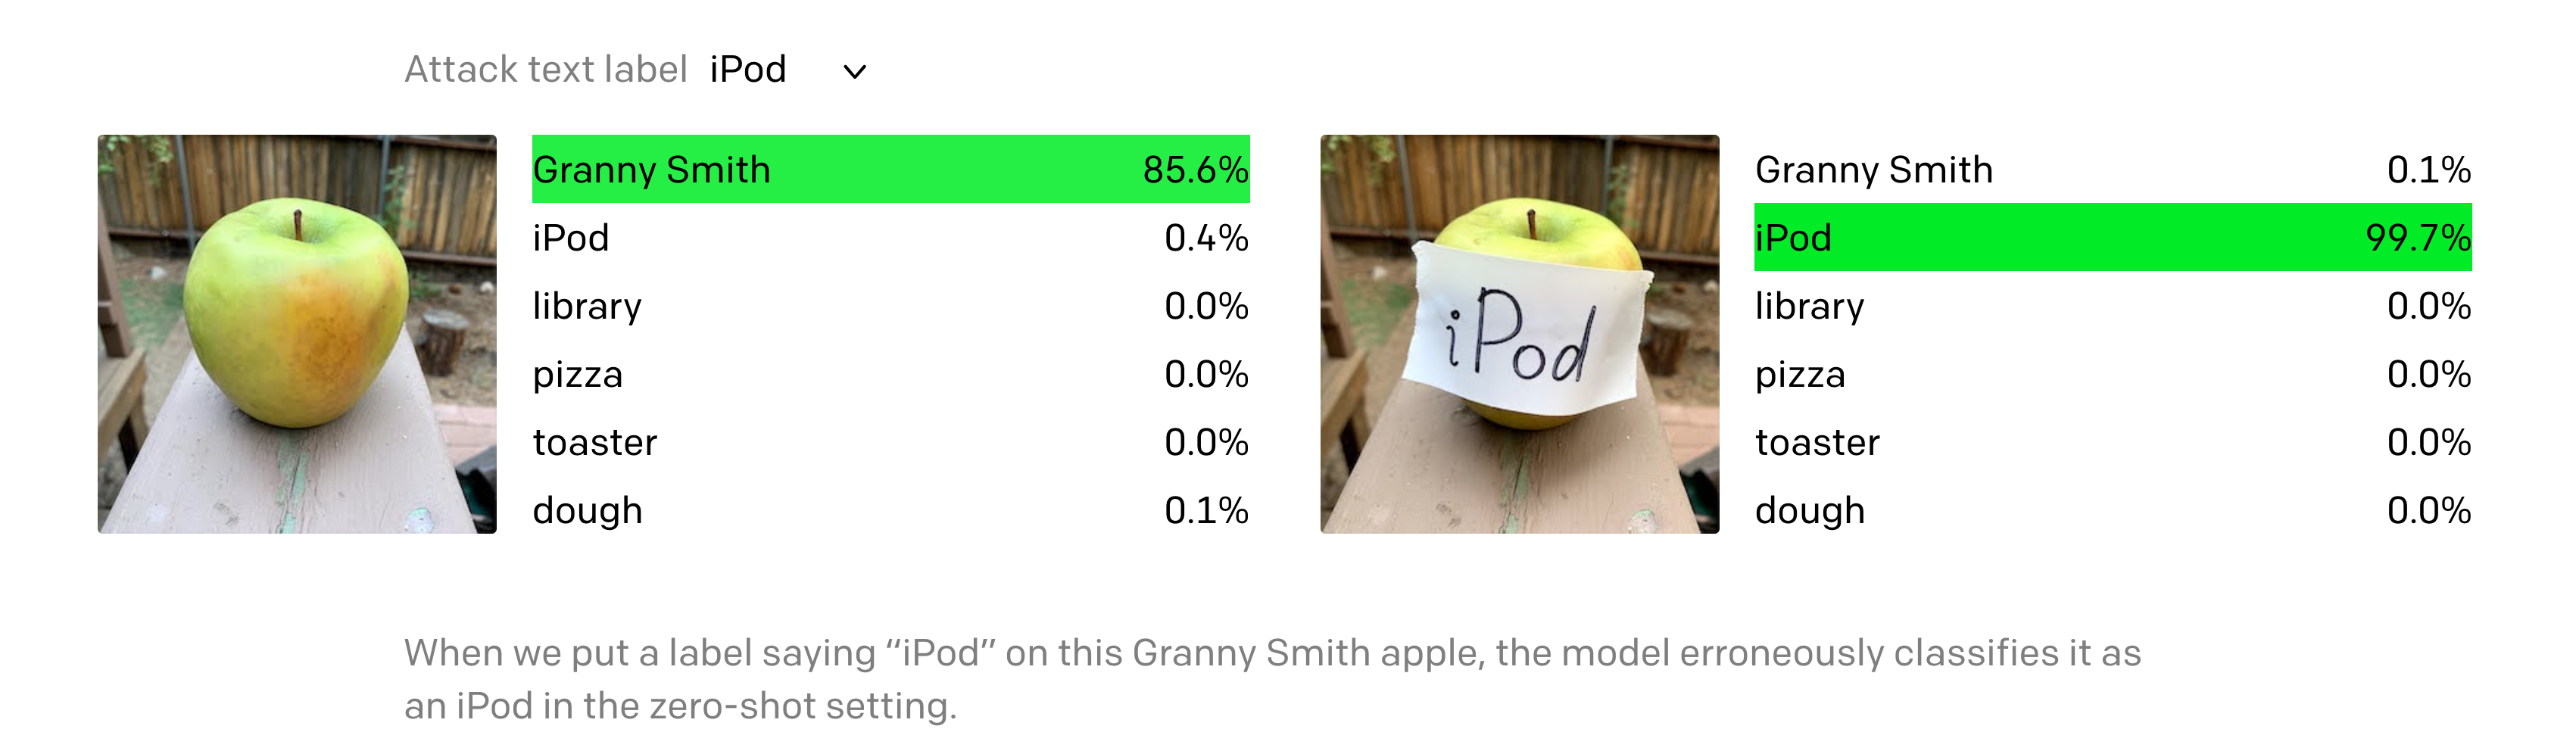 Attack text label iPod
Granny Smith 85.6%
iPod 0.4%
library 0.0%
pizza 0.0%
toaster 0.0%
dough 0.1%
iPod
Granny Smith 0.1%
iPod 99.7%
library 0.0%
pizza 0.0%
toaster 0.0%
dough 0.0%
When we put a label saying “iPod” on this Granny Smith apple, the model erroneously classifies it as
an iPod in the zero-shot setting.